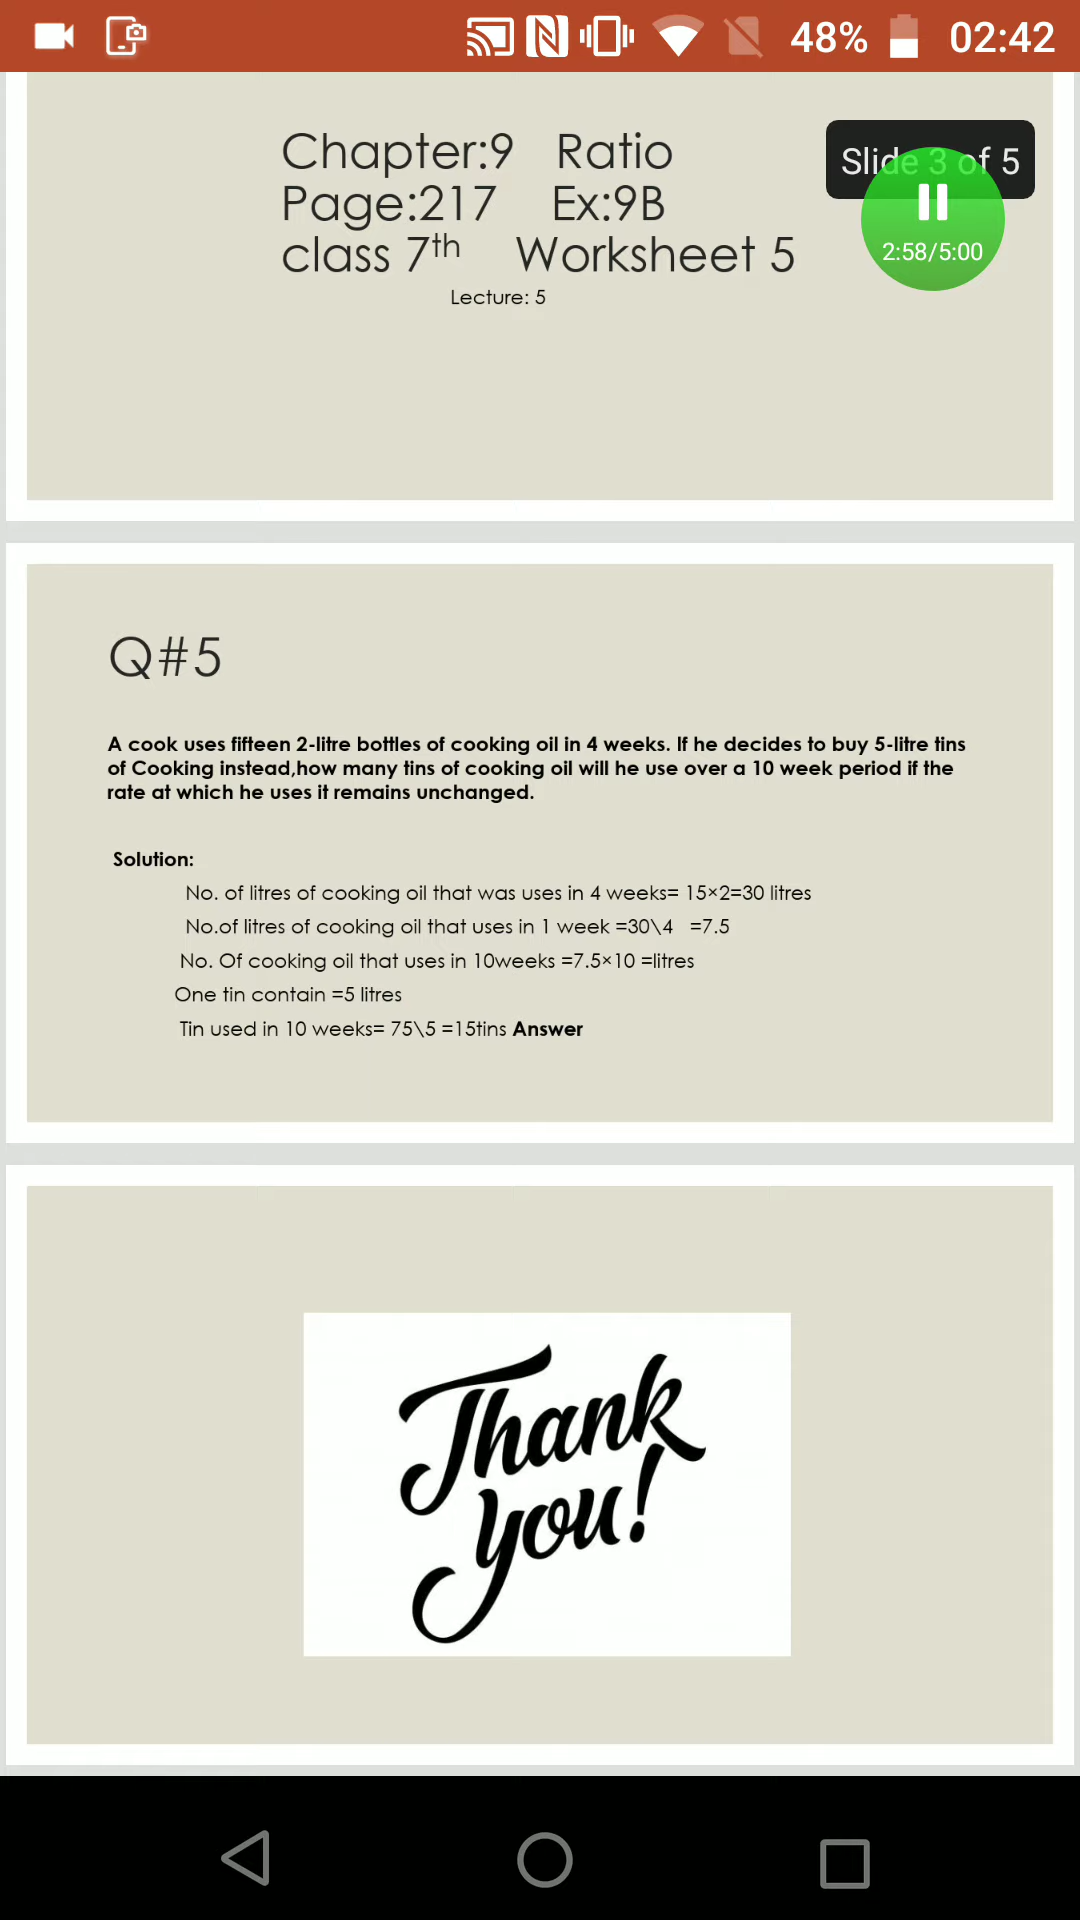 48% 02:42
Chapter:9 Ratio
Slide 3 of 5
Page:217 Ex:9B
2:58/5:00
class 7th Worksheet 5
Lecture: 5
Q#5
A cook uses fifteen 2-litre bottles of cooking oil in 4 weeks. If he decides to buy 5-litre tins
of Cooking instead,how many tins of cooking oil will he use over a 10 week period if the
rate at which he uses it remains unchanged.
Solution:
No. of litres of cooking oil that was uses in 4 weeks= 15×2=30 litres
No.of litres of cooking oil that uses in 1 week =30\4 =7.5
No. Of cooking oil that uses in 10weeks =7.5×10 =litres
One tin contain =5 litres
Tin used in 10 weeks= 75\5 =15tins Answer
Thank
you!